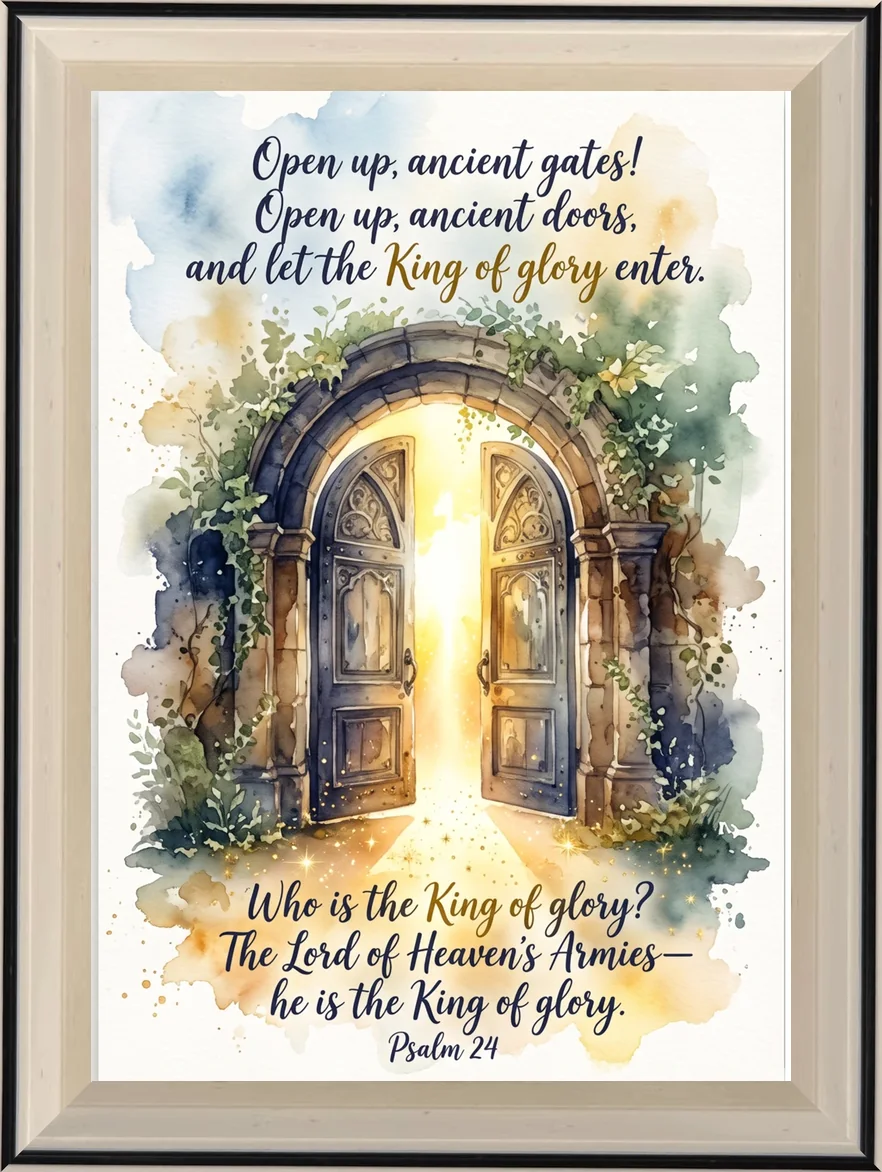 Open up, ancient gates!
Open up, ancient doors,
and let the King of glory enter.
Who is the King of glory?
The Lord of Heaven's Armies—
he is the King of glory.
Psalm 24